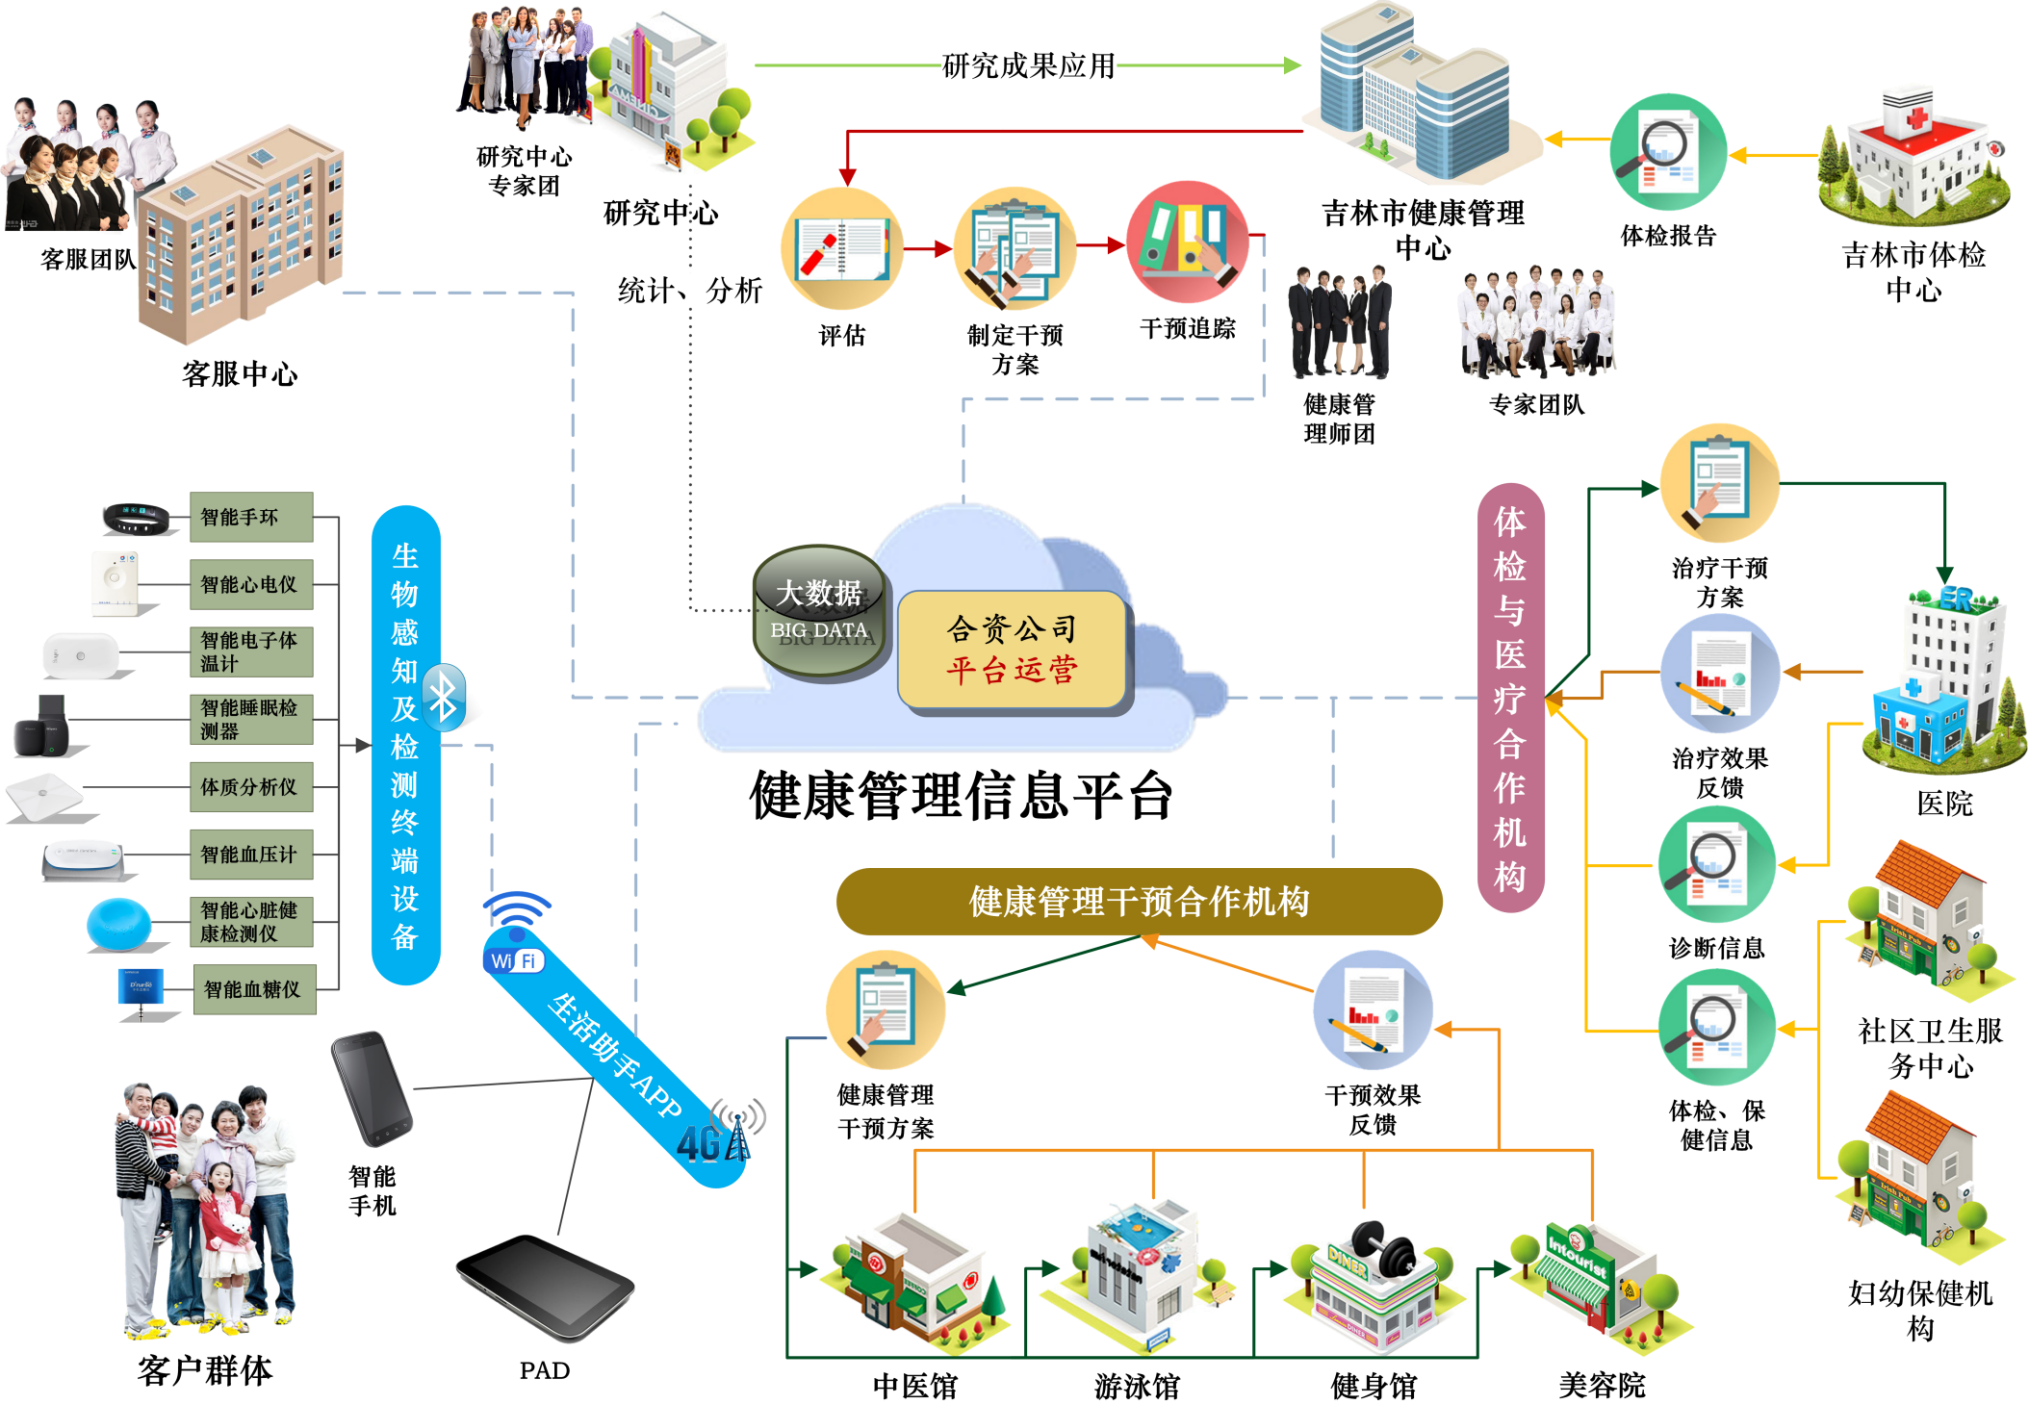 研究中心
专家团
研究中心
研究成果应用
吉林市健康管理
中心
体检报告
吉林市体检
中心
客服团队
客服中心
统计、分析
评估
制定干预
方案
干预追踪
健康管
理师团
专家团队
智能手环
智能心电仪
智能电子体
温计
智能睡眠检
测器
体质分析仪
智能血压计
智能心脏健
康检测仪
智能血糖仪
生物感知及检测终端设备
大数据
BIG DATA
合资公司
平台运营
健康管理信息平台
体检与医疗合作机构
治疗干预
方案
治疗效果
反馈
诊断信息
体检、保
健信息
ER
医院
Irish Pub
社区卫生服
务中心
Irish Pub
妇幼保健机
构
Wi Fi
生活助手APP
4G
智能
手机
PAD
客户群体
健康管理干预合作机构
健康管理
干预方案
干预效果
反馈
CINEMA
DINER
DINER
Intourist
中医馆
游泳馆
健身馆
美容院